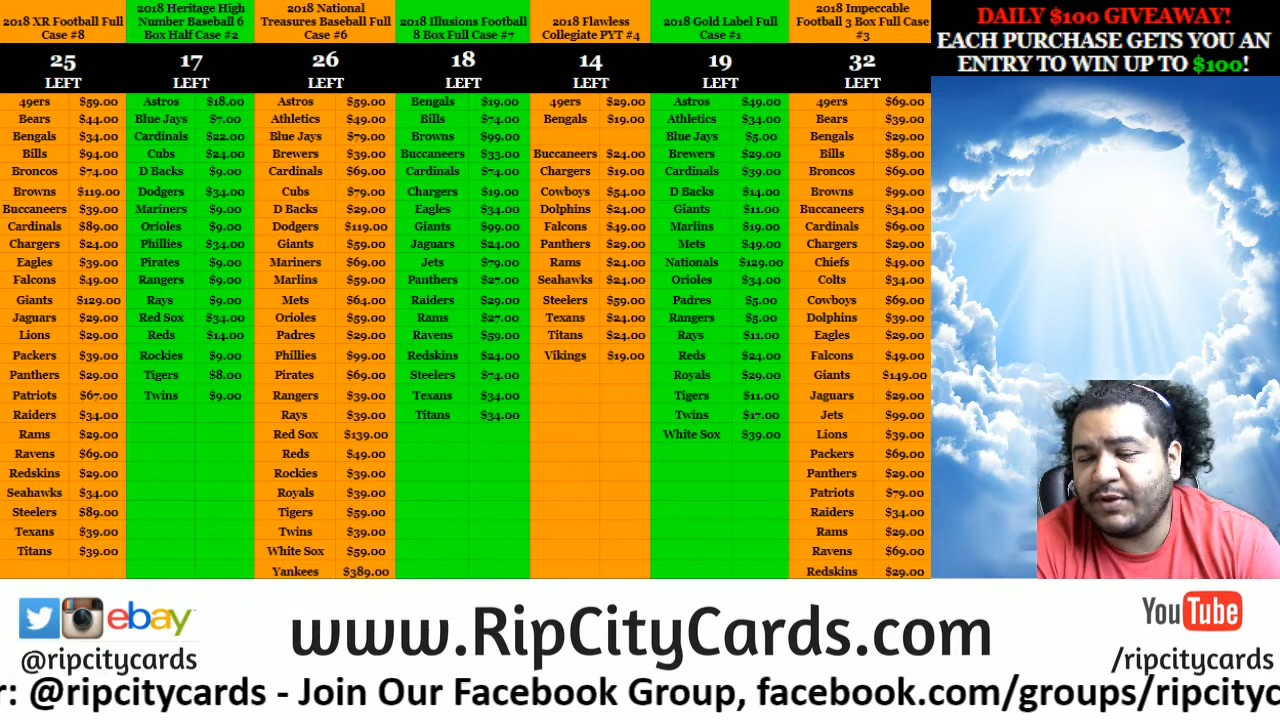 2018 XR Football Full
Case #8
25
LEFT
49ers $59.00
Bears $44.00
Bengals $34.00
Bills $94.00
Broncos $74.00
Browns $119.00
Buccaneers $39.00
Cardinals $89.00
Chargers $24.00
Eagles $39.00
Falcons $49.00
Giants $129.00
Jaguars $29.00
Lions $29.00
Packers $39.00
Panthers $29.00
Patriots $67.00
Raiders $34.00
Rams $29.00
Ravens $69.00
Redskins $29.00
Seahawks $34.00
Steelers $89.00
Texans $39.00
Titans $39.00
2018 Heritage High
Number Baseball 6
Box Half Case #2
17
LEFT
Astros $18.00
Blue Jays $7.00
Cardinals $22.00
Cubs $24.00
D Backs $9.00
Dodgers $34.00
Mariners $9.00
Orioles $9.00
Phillies $34.00
Pirates $9.00
Rangers $9.00
Rays $9.00
Red Sox $34.00
Reds $14.00
Rockies $9.00
Tigers $8.00
Twins $9.00
2018 National
Treasures Baseball Full
Case #6
26
LEFT
Astros $59.00
Athletics $49.00
Blue Jays $79.00
Brewers $39.00
Cardinals $69.00
Cubs $79.00
D Backs $29.00
Dodgers $119.00
Giants $59.00
Mariners $69.00
Marlins $59.00
Mets $64.00
Orioles $59.00
Padres $29.00
Phillies $99.00
Pirates $69.00
Rangers $39.00
Rays $39.00
Red Sox $139.00
Reds $49.00
Rockies $39.00
Royals $39.00
Tigers $59.00
Twins $39.00
White Sox $59.00
Yankees $389.00
2018 Illusions Football
8 Box Full Case #7
18
LEFT
Bengals $19.00
Bills $74.00
Browns $99.00
Buccaneers $33.00
Cardinals $74.00
Chargers $19.00
Eagles $34.00
Giants $99.00
Jaguars $24.00
Jets $79.00
Panthers $27.00
Raiders $29.00
Rams $27.00
Ravens $59.00
Redskins $24.00
Steelers $74.00
Texans $34.00
Titans $34.00
2018 Flawless
Collegiate PYT #4
14
LEFT
49ers $29.00
Bengals $19.00
Buccaneers $24.00
Chargers $19.00
Cowboys $54.00
Dolphins $24.00
Falcons $49.00
Panthers $29.00
Rams $24.00
Seahawks $24.00
Steelers $59.00
Texans $24.00
Titans $24.00
Vikings $19.00
2018 Gold Label Full
Case #1
19
LEFT
Astros $49.00
Athletics $34.00
Blue Jays $5.00
Brewers $29.00
Cardinals $39.00
D Backs $14.00
Giants $11.00
Marlins $19.00
Mets $49.00
Nationals $129.00
Orioles $34.00
Padres $5.00
Rangers $5.00
Rays $11.00
Reds $24.00
Royals $29.00
Tigers $11.00
Twins $17.00
White Sox $39.00
2018 Impeccable
Football 3 Box Full Case
#3
32
LEFT
49ers $69.00
Bears $39.00
Bengals $29.00
Bills $89.00
Broncos $69.00
Browns $99.00
Buccaneers $34.00
Cardinals $69.00
Chargers $29.00
Chiefs $49.00
Colts $34.00
Cowboys $69.00
Dolphins $39.00
Eagles $29.00
Falcons $49.00
Giants $149.00
Jaguars $29.00
Jets $99.00
Lions $39.00
Packers $69.00
Panthers $29.00
Patriots $79.00
Raiders $34.00
Rams $29.00
Ravens $69.00
Redskins $29.00
DAILY $100 GIVEAWAY!
EACH PURCHASE GETS YOU AN
ENTRY TO WIN UP TO $100!
ebay
@ripcitycards
www.RipCityCards.com
YouTube
/ripcitycards
r: @ripcitycards - Join Our Facebook Group, facebook.com/groups/ripcityc